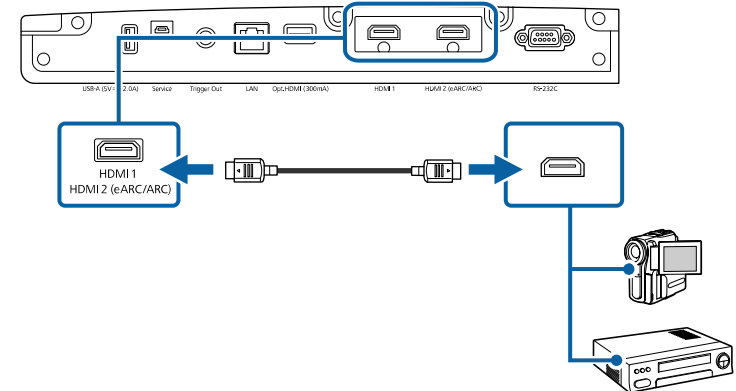 USB-A (5V⎓ 2.0A) Service Trigger Out LAN Opt.HDMI (300mA) HDMI 1 HDMI 2 (eARC/ARC) RS-232C
HDMI 1
HDMI 2 (eARC/ARC)